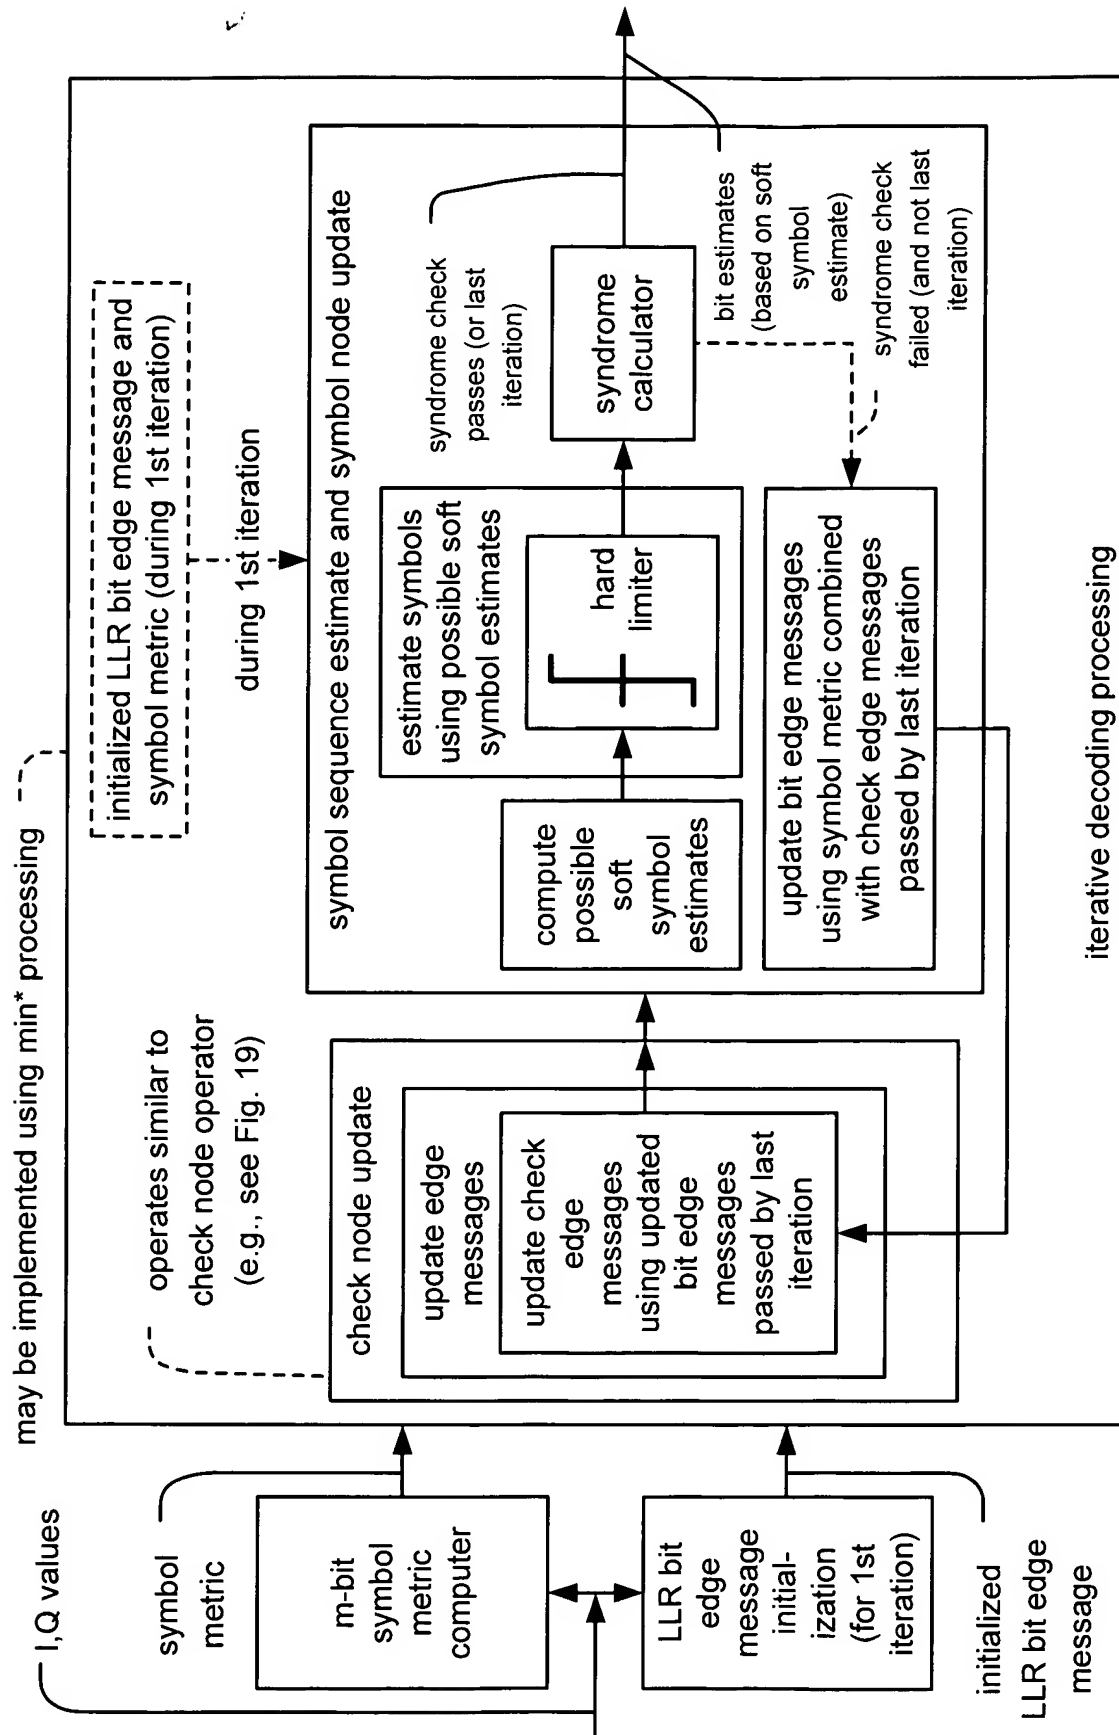 may be implemented using min* processing
I,Q values
symbol
metric
m-bit
symbol
metric
computer
LLR bit
edge
message
initial-
ization
(for 1st
iteration)
initialized
LLR bit edge
message
operates similar to
check node operator
(e.g., see Fig. 19)
check node update
update edge
messages
update check
edge
messages
using updated
bit edge
messages
passed by last
iteration
initialized LLR bit edge message and
symbol metric (during 1st iteration)
during 1st iteration
symbol sequence estimate and symbol node update
compute
possible
soft
symbol
estimates
estimate symbols
using possible soft
symbol estimates
hard
limiter
syndrome check
passes (or last
iteration)
syndrome
calculator
bit estimates
(based on soft
symbol
estimate)
syndrome check
failed (and not last
iteration)
update bit edge messages
using symbol metric combined
with check edge messages
passed by last iteration
iterative decoding processing